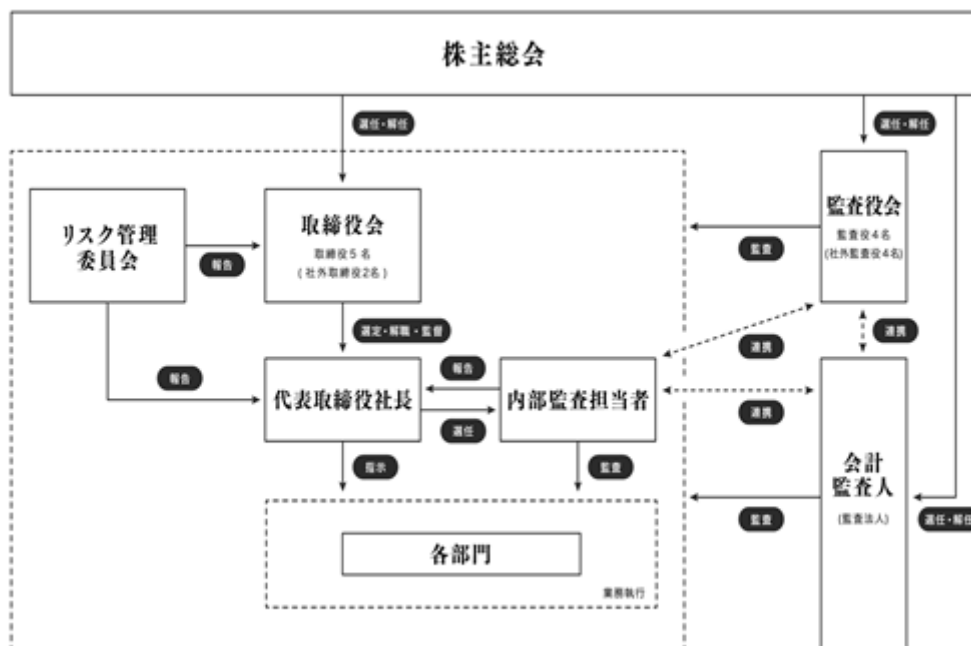 株主総会
選任・解任
選任・解任
リスク管理
委員会
報告
取締役会
取締役5名
(社外取締役2名)
監査役会
監査役4名
(社外監査役4名)
監査
選定・解職・監督
連携
連携
報告
代表取締役社長
報告
選任
内部監査担当者
連携
指示
監査
会計
監査人
(監査法人)
監査
選任・解任
各部門
業務執行